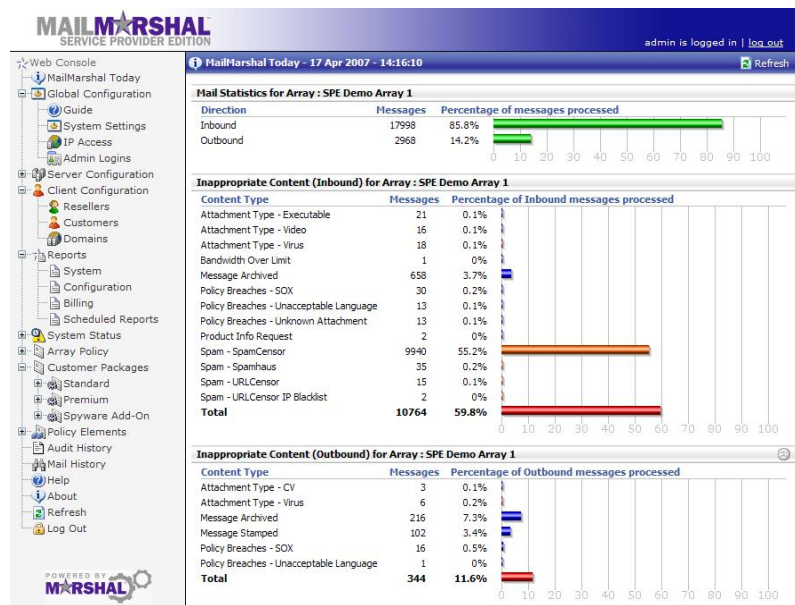 MAILMARSHAL
SERVICE PROVIDER EDITION
admin is logged in | log out
Web Console
MailMarshal Today
Global Configuration
Guide
System Settings
IP Access
Admin Logins
Server Configuration
Client Configuration
Resellers
Customers
Domains
Reports
System
Configuration
Billing
Scheduled Reports
System Status
Array Policy
Customer Packages
Standard
Premium
Spyware Add-On
Policy Elements
Audit History
Mail History
Help
About
Refresh
Log Out
POWERED BY
MARSHAL
MailMarshal Today - 17 Apr 2007 - 14:16:10 Refresh
Mail Statistics for Array : SPE Demo Array 1
Direction Messages Percentage of messages processed
Inbound 17998 85.8%
Outbound 2968 14.2%
0 10 20 30 40 50 60 70 80 90 100
Inappropriate Content (Inbound) for Array : SPE Demo Array 1
Content Type Messages Percentage of Inbound messages processed
Attachment Type - Executable 21 0.1%
Attachment Type - Video 16 0.1%
Attachment Type - Virus 18 0.1%
Bandwidth Over Limit 1 0%
Message Archived 658 3.7%
Policy Breaches - SOX 30 0.2%
Policy Breaches - Unacceptable Language 13 0.1%
Policy Breaches - Unknown Attachment 13 0.1%
Product Info Request 2 0%
Spam - SpamCensor 9940 55.2%
Spam - Spamhaus 35 0.2%
Spam - URLCensor 15 0.1%
Spam - URLCensor IP Blacklist 2 0%
Total 10764 59.8%
0 10 20 30 40 50 60 70 80 90 100
Inappropriate Content (Outbound) for Array : SPE Demo Array 1
Content Type Messages Percentage of Outbound messages processed
Attachment Type - CV 3 0.1%
Attachment Type - Virus 6 0.2%
Message Archived 216 7.3%
Message Stamped 102 3.4%
Policy Breaches - SOX 16 0.5%
Policy Breaches - Unacceptable Language 1 0%
Total 344 11.6%
0 10 20 30 40 50 60 70 80 90 100